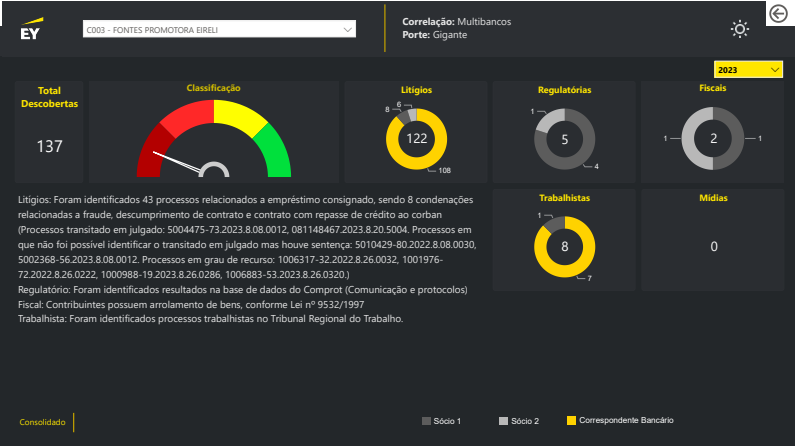 EY
C003 - FONTES PROMOTORA EIRELI
Correlação: Multibancos
Porte: Gigante
2023
Total
Descobertas
137
Classificação
Litígios
8
6
122
108
Regulatórias
1
5
4
Fiscais
1
2
1
Litígios: Foram identificados 43 processos relacionados a empréstimo consignado, sendo 8 condenações
relacionadas a fraude, descumprimento de contrato e contrato com repasse de crédito ao corban
(Processos transitado em julgado: 5004475-73.2023.8.08.0012, 081148467.2023.8.20.5004. Processos em
que não foi possível identificar o transitado em julgado mas houve sentença: 5010429-80.2022.8.08.0030,
5002368-56.2023.8.08.0012. Processos em grau de recurso: 1006317-32.2022.8.26.0032, 1001976-
72.2022.8.26.0222, 1000988-19.2023.8.26.0286, 1006883-53.2023.8.26.0320.)
Regulatório: Foram identificados resultados na base de dados do Comprot (Comunicação e protocolos)
Fiscal: Contribuintes possuem arrolamento de bens, conforme Lei nº 9532/1997
Trabalhista: Foram identificados processos trabalhistas no Tribunal Regional do Trabalho.
Trabalhistas
1
8
7
Mídias
0
Consolidado
Sócio 1
Sócio 2
Correspondente Bancário